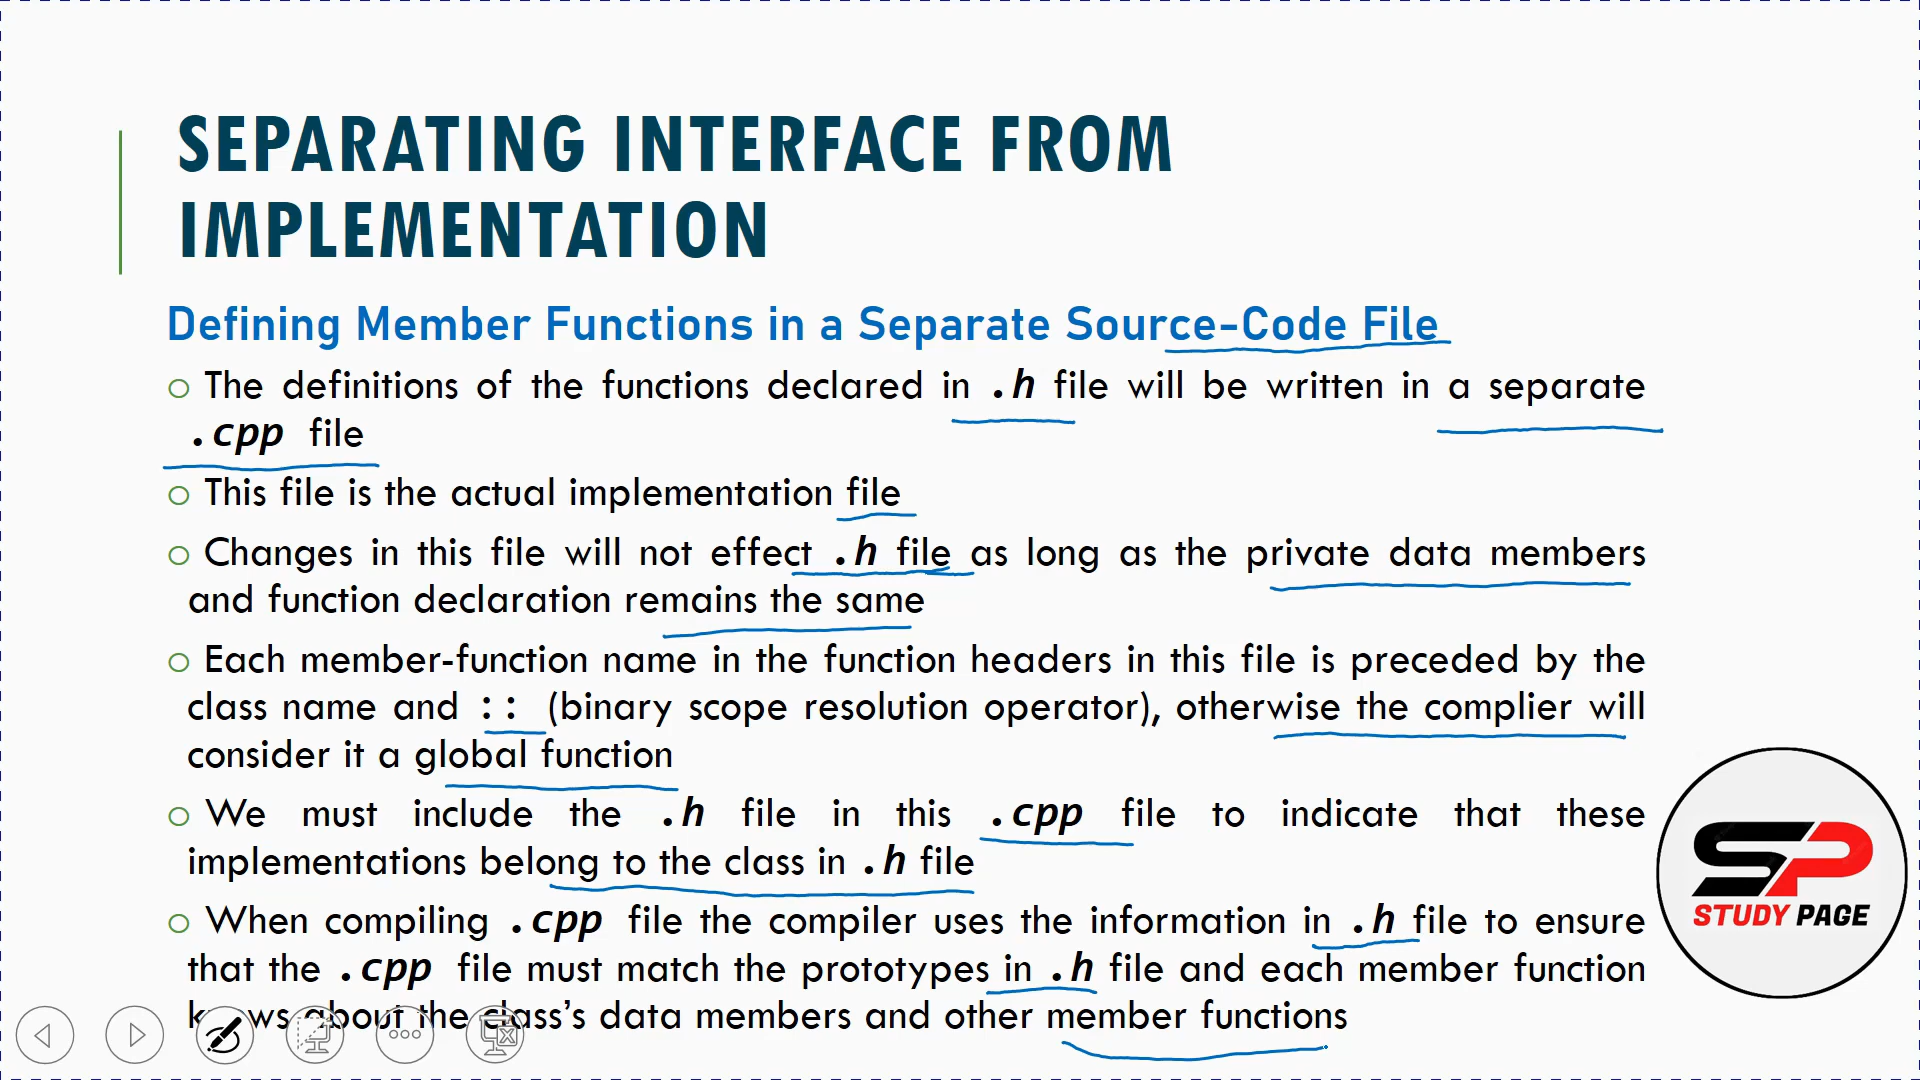 SEPARATING INTERFACE FROM
IMPLEMENTATION
Defining Member Functions in a Separate Source-Code File
The definitions of the functions declared in .h file will be written in a separate
.cpp file
This file is the actual implementation file
Changes in this file will not effect .h file as long as the private data members
and function declaration remains the same
Each member-function name in the function headers in this file is preceded by the
class name and :: (binary scope resolution operator), otherwise the complier will
consider it a global function
We must include the .h file in this .cpp file to indicate that these
implementations belong to the class in .h file
When compiling .cpp file the compiler uses the information in .h file to ensure
that the .cpp file must match the prototypes in .h file and each member function
knows about the class's data members and other member functions
SP
STUDY PAGE